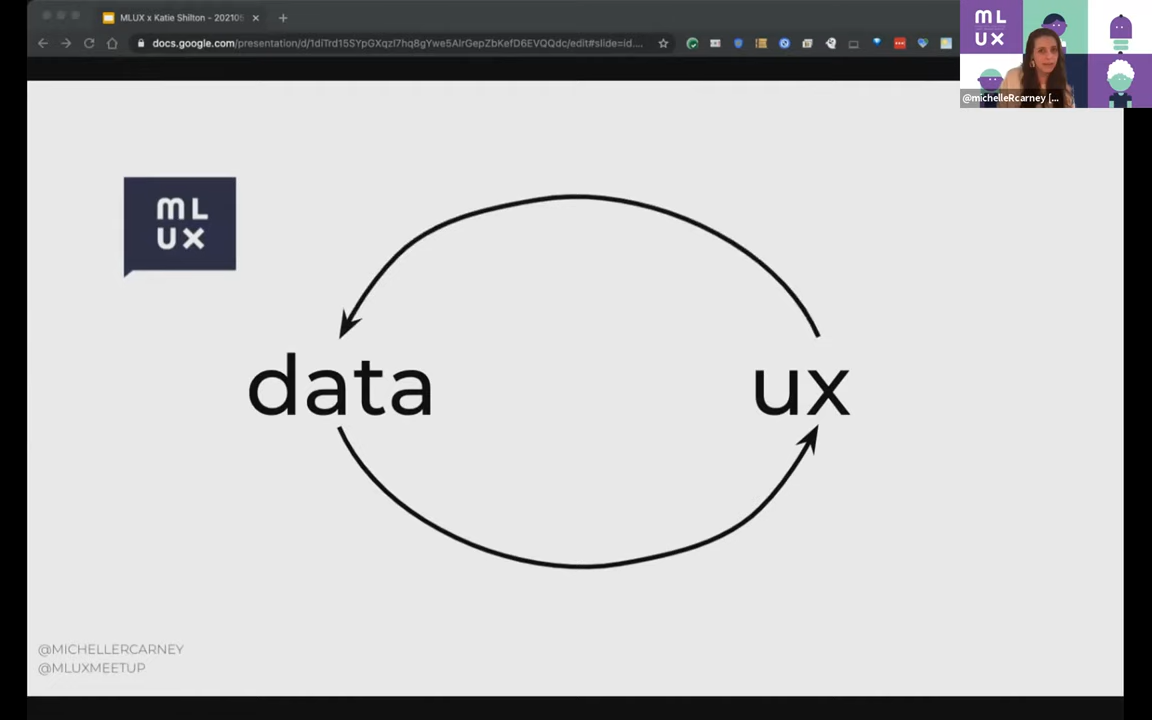 MLUX x Katie Shilton - 202105
docs.google.com/presentation/d/1diTrd15SYpGXqzI7hq8gYwe5AIrGepZbKefD6EVQQdc/edit#slide=id....
ML
UX
@michelleRcarney [...
ML
UX
data
ux
@MICHELLERCARNEY
@MLUXMEETUP